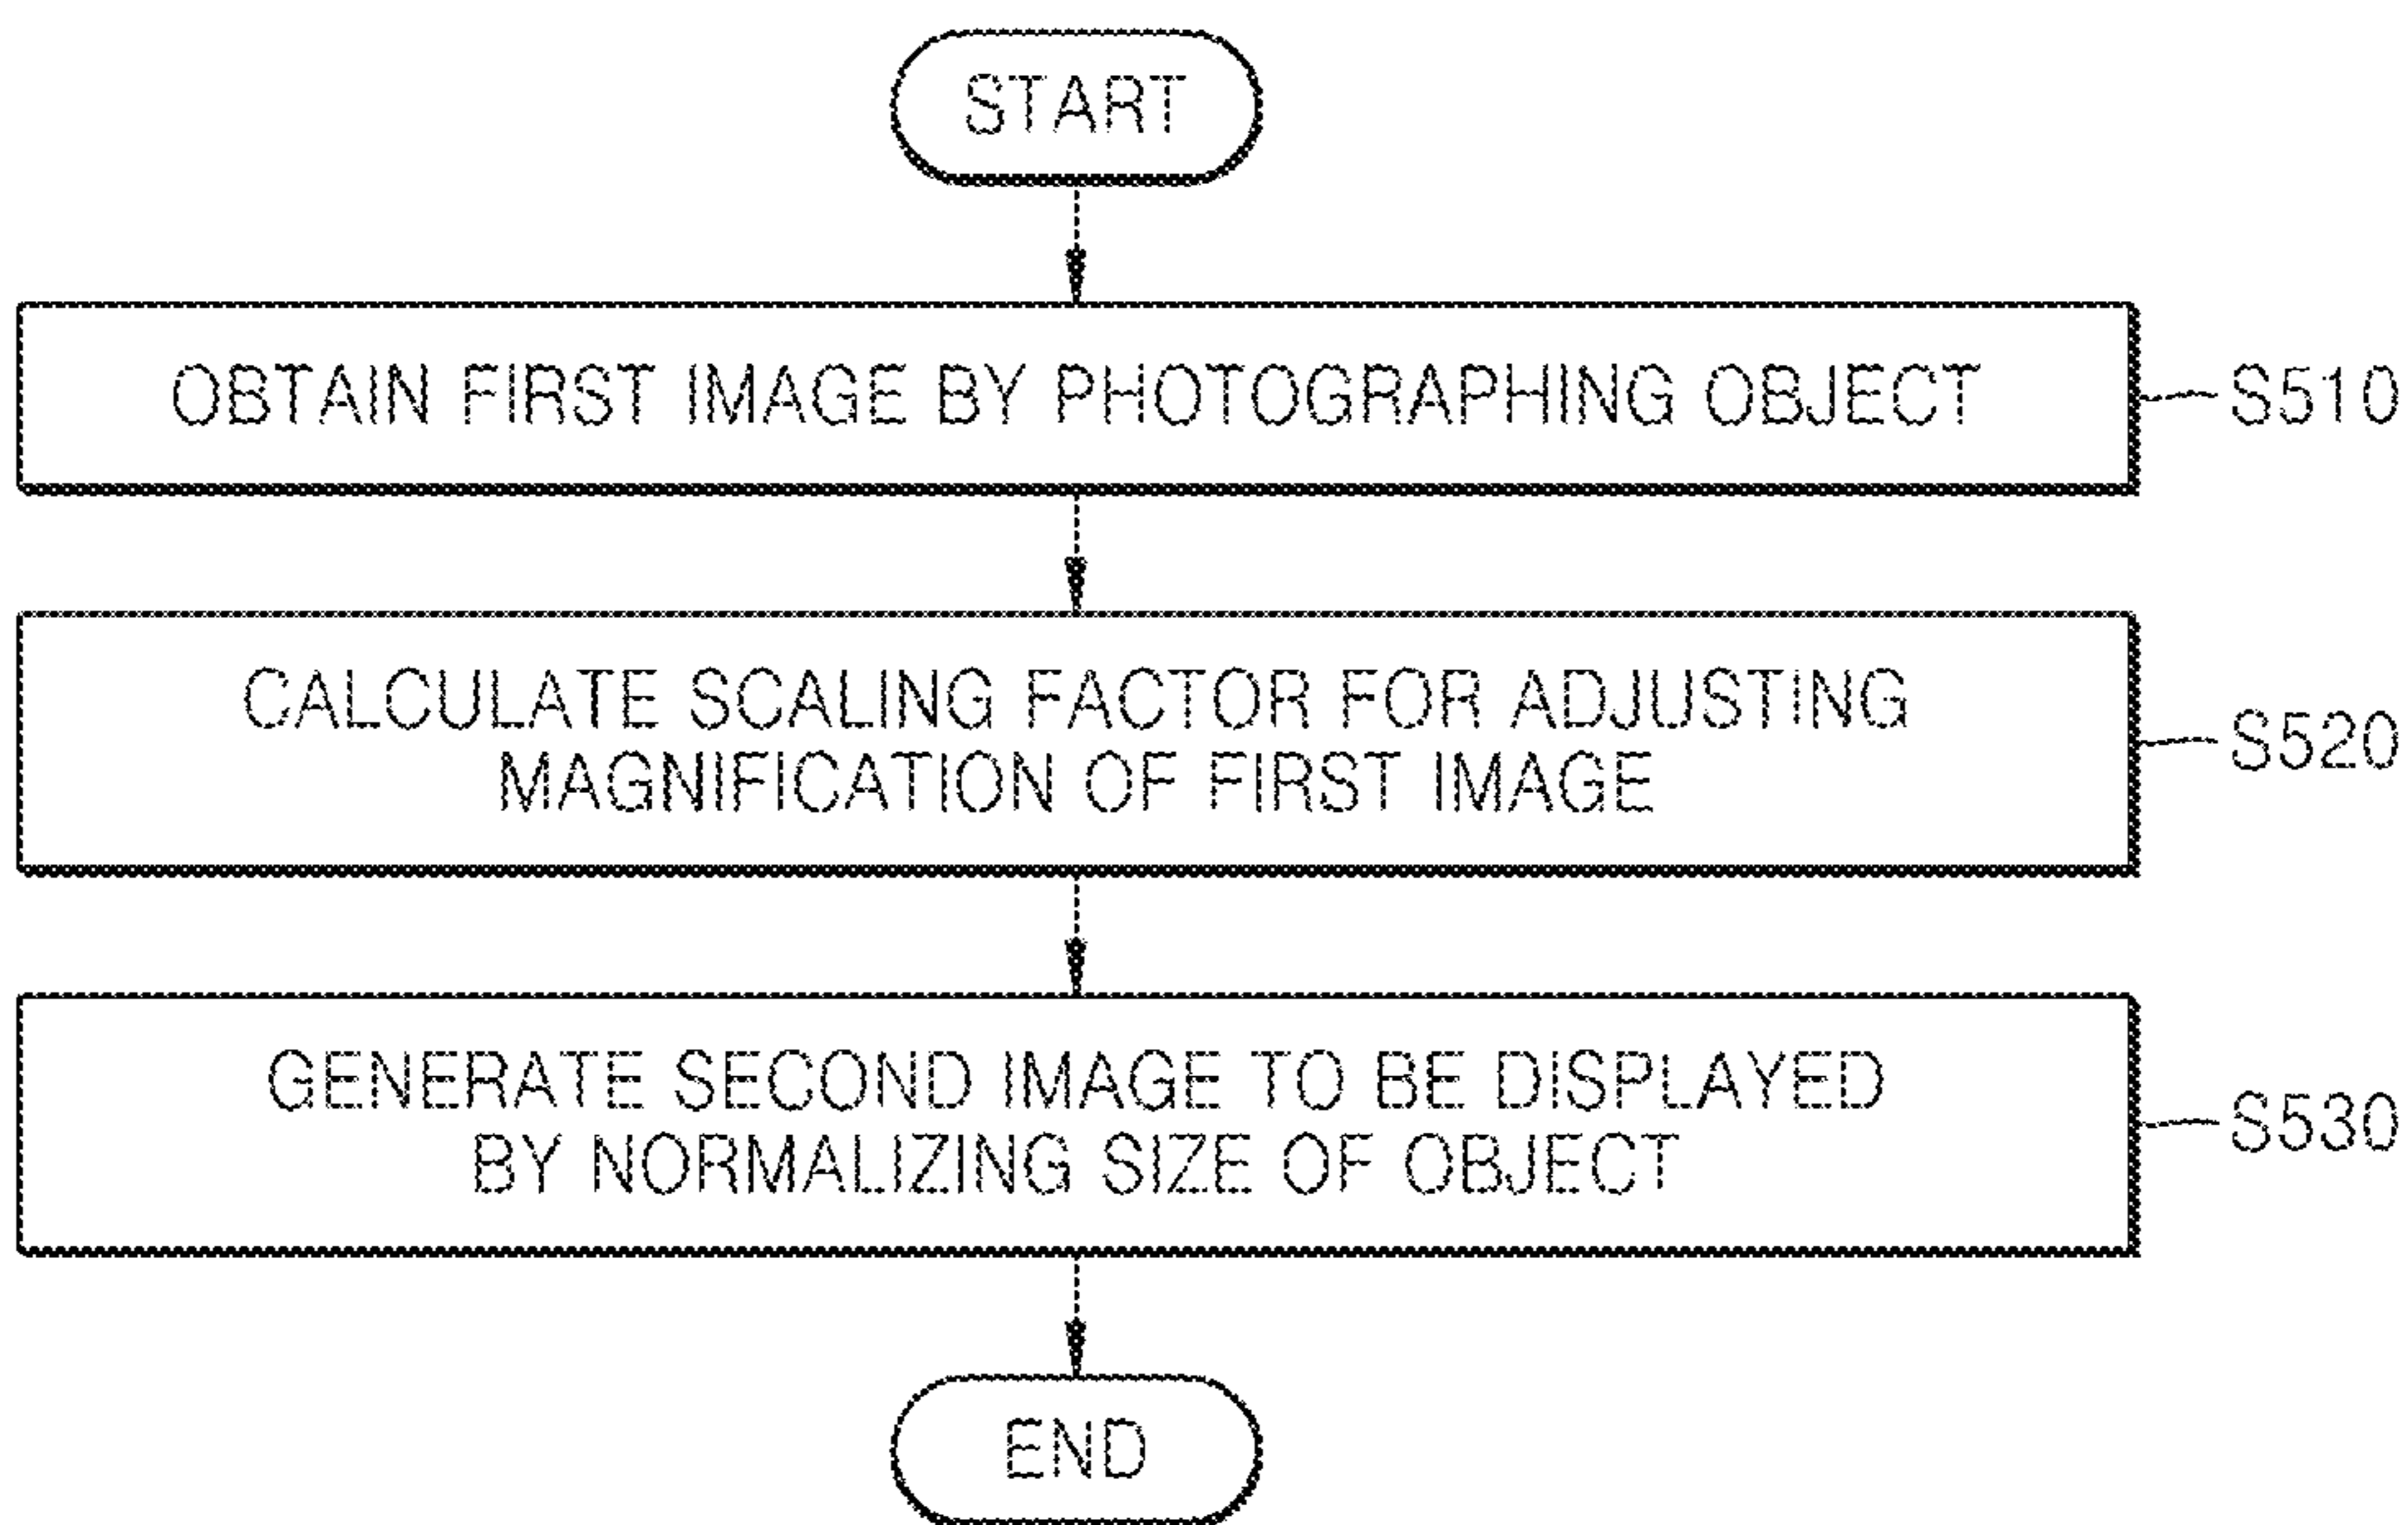 START
OBTAIN FIRST IMAGE BY PHOTOGRAPHING OBJECT
S510
CALCULATE SCALING FACTOR FOR ADJUSTING
MAGNIFICATION OF FIRST IMAGE
S520
GENERATE SECOND IMAGE TO BE DISPLAYED
BY NORMALIZING SIZE OF OBJECT
S530
END